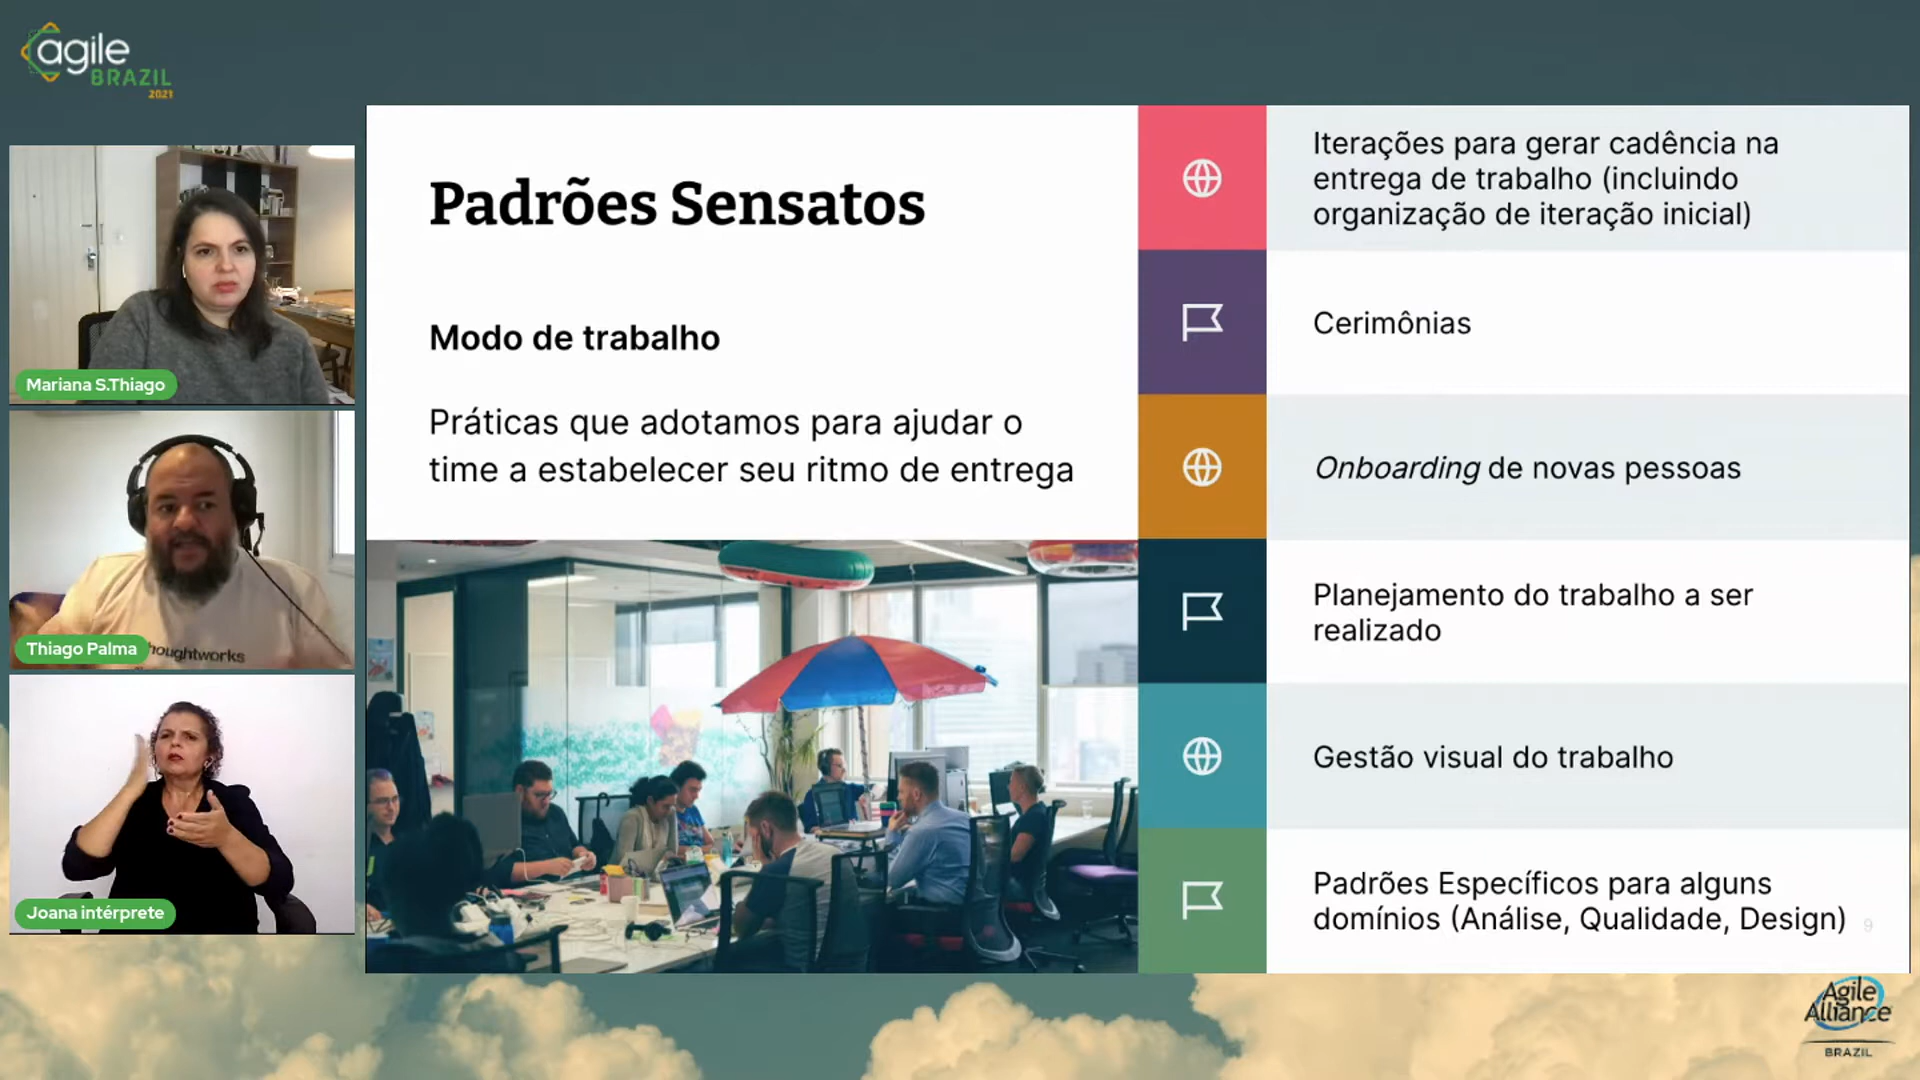 agile
BRAZIL
2021
Mariana S.Thiago
Thiago Palma
houghtworks
Joana intérprete
Padrões Sensatos
Modo de trabalho
Práticas que adotamos para ajudar o
time a estabelecer seu ritmo de entrega
Iterações para gerar cadência na
entrega de trabalho (incluindo
organização de iteração inicial)
Cerimônias
Onboarding de novas pessoas
Planejamento do trabalho a ser
realizado
Gestão visual do trabalho
Padrões Específicos para alguns
domínios (Análise, Qualidade, Design)
9
Agile
Alliance
BRAZIL